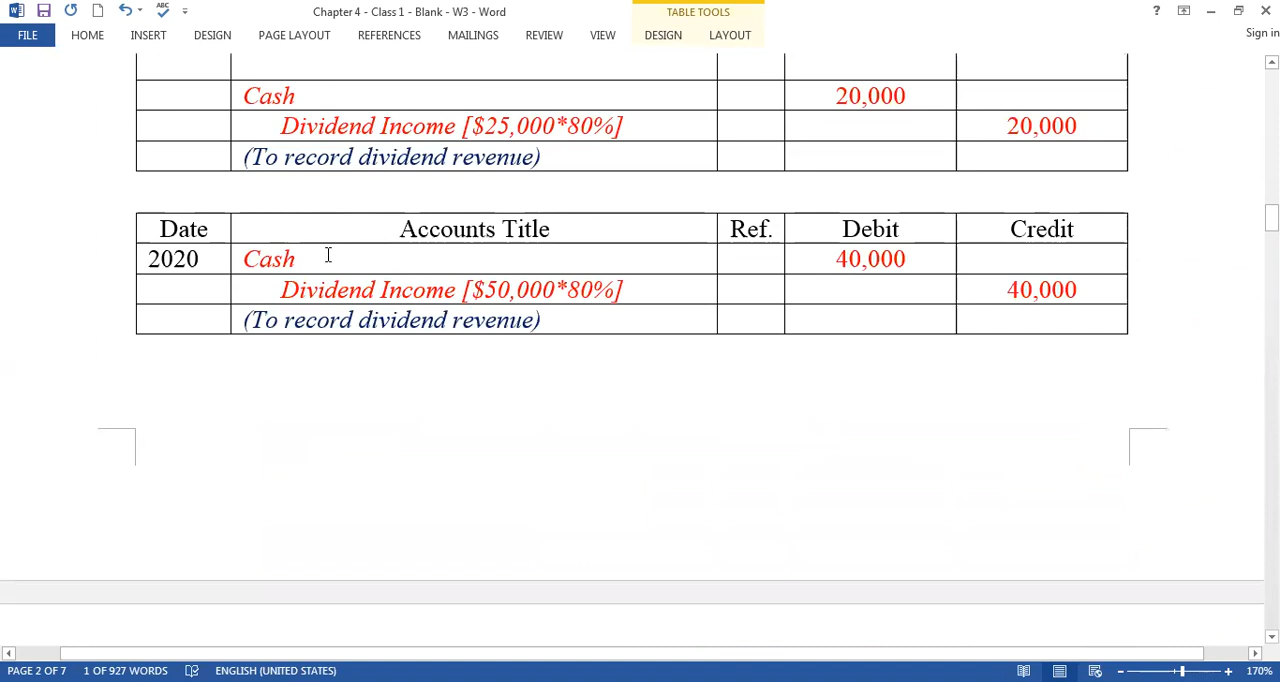 Chapter 4 - Class 1 - Blank - W3 - Word
TABLE TOOLS
?
FILE HOME INSERT DESIGN PAGE LAYOUT REFERENCES MAILINGS REVIEW VIEW DESIGN LAYOUT Sign in
Cash 20,000
Dividend Income [$25,000*80%] 20,000
(To record dividend revenue)
Date Accounts Title Ref. Debit Credit
2020 Cash 40,000
Dividend Income [$50,000*80%] 40,000
(To record dividend revenue)
PAGE 2 OF 7 1 OF 927 WORDS ENGLISH (UNITED STATES) 170%